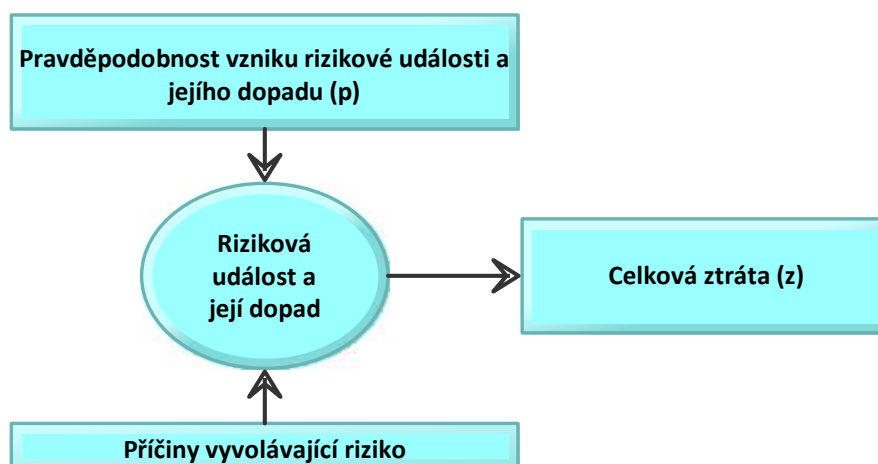 Pravděpodobnost vzniku rizikové události a
jejího dopadu (p)
Riziková
událost a
její dopad
Celková ztráta (z)
Příčiny vyvolávající riziko